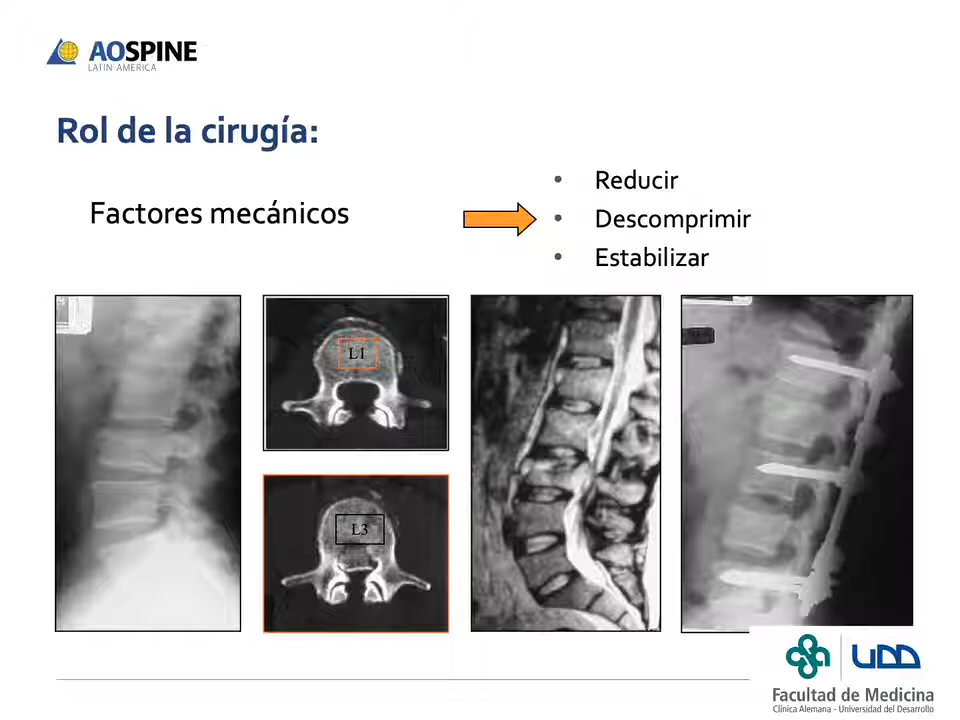 AOSPINE
LATIN AMERICA
Rol de la cirugía:
Factores mecánicos
• Reducir
• Descomprimir
• Estabilizar
L1
L3
UDD
Facultad de Medicina
Clínica Alemana - Universidad del Desarrollo